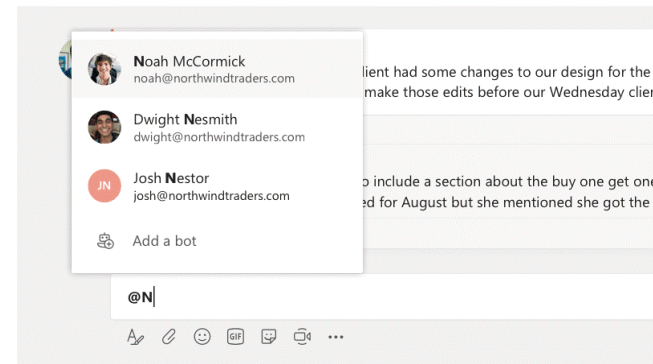 Noah McCormick
noah@northwindtraders.com
client had some changes to our design for the
make those edits before our Wednesday
Dwight Nesmith
dwight@northwindtraders.com
JN
Josh Nestor
josh@northwindtraders.com
include a section about the buy one get one
for August but she mentioned she got the
Add a bot
@N
GIF